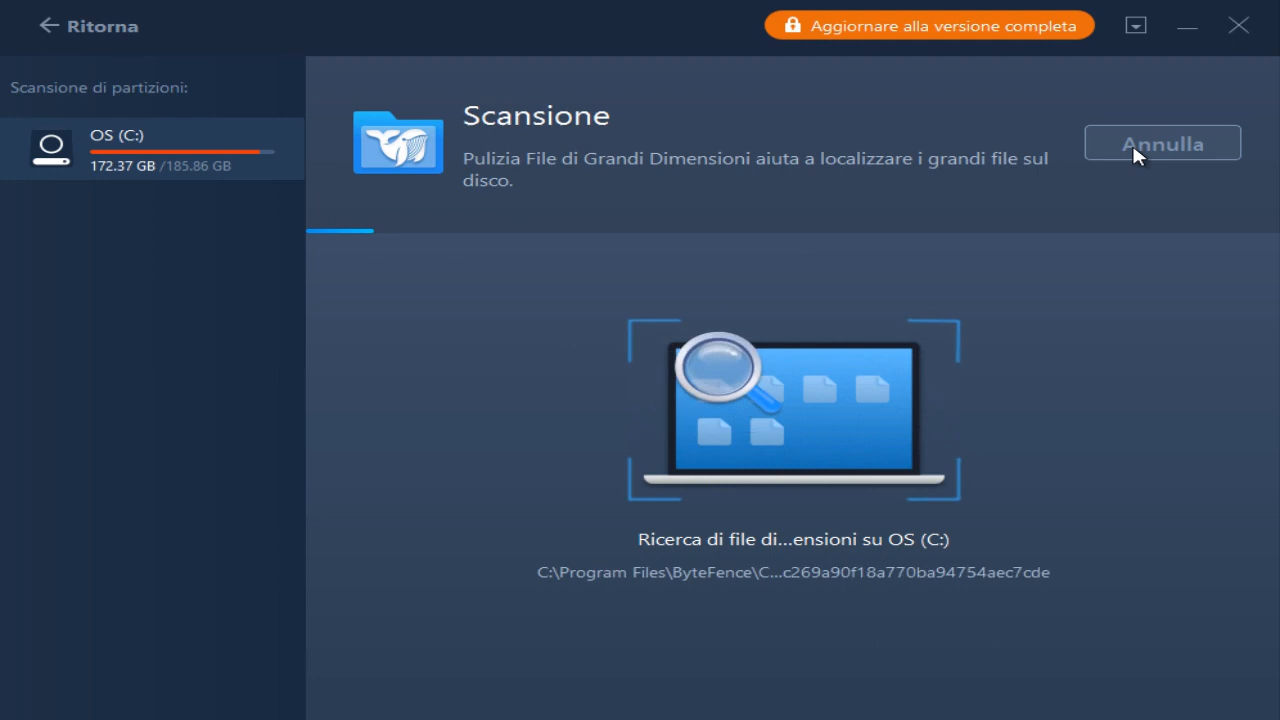 Ritorna
Aggiornare alla versione completa
Scansione di partizioni:
OS (C:)
172.37 GB /185.86 GB
Scansione
Pulizia File di Grandi Dimensioni aiuta a localizzare i grandi file sul
disco.
Annulla
Ricerca di file di...ensioni su OS (C:)
C:\Program Files\ByteFence\C...c269a90f18a770ba94754aec7cde